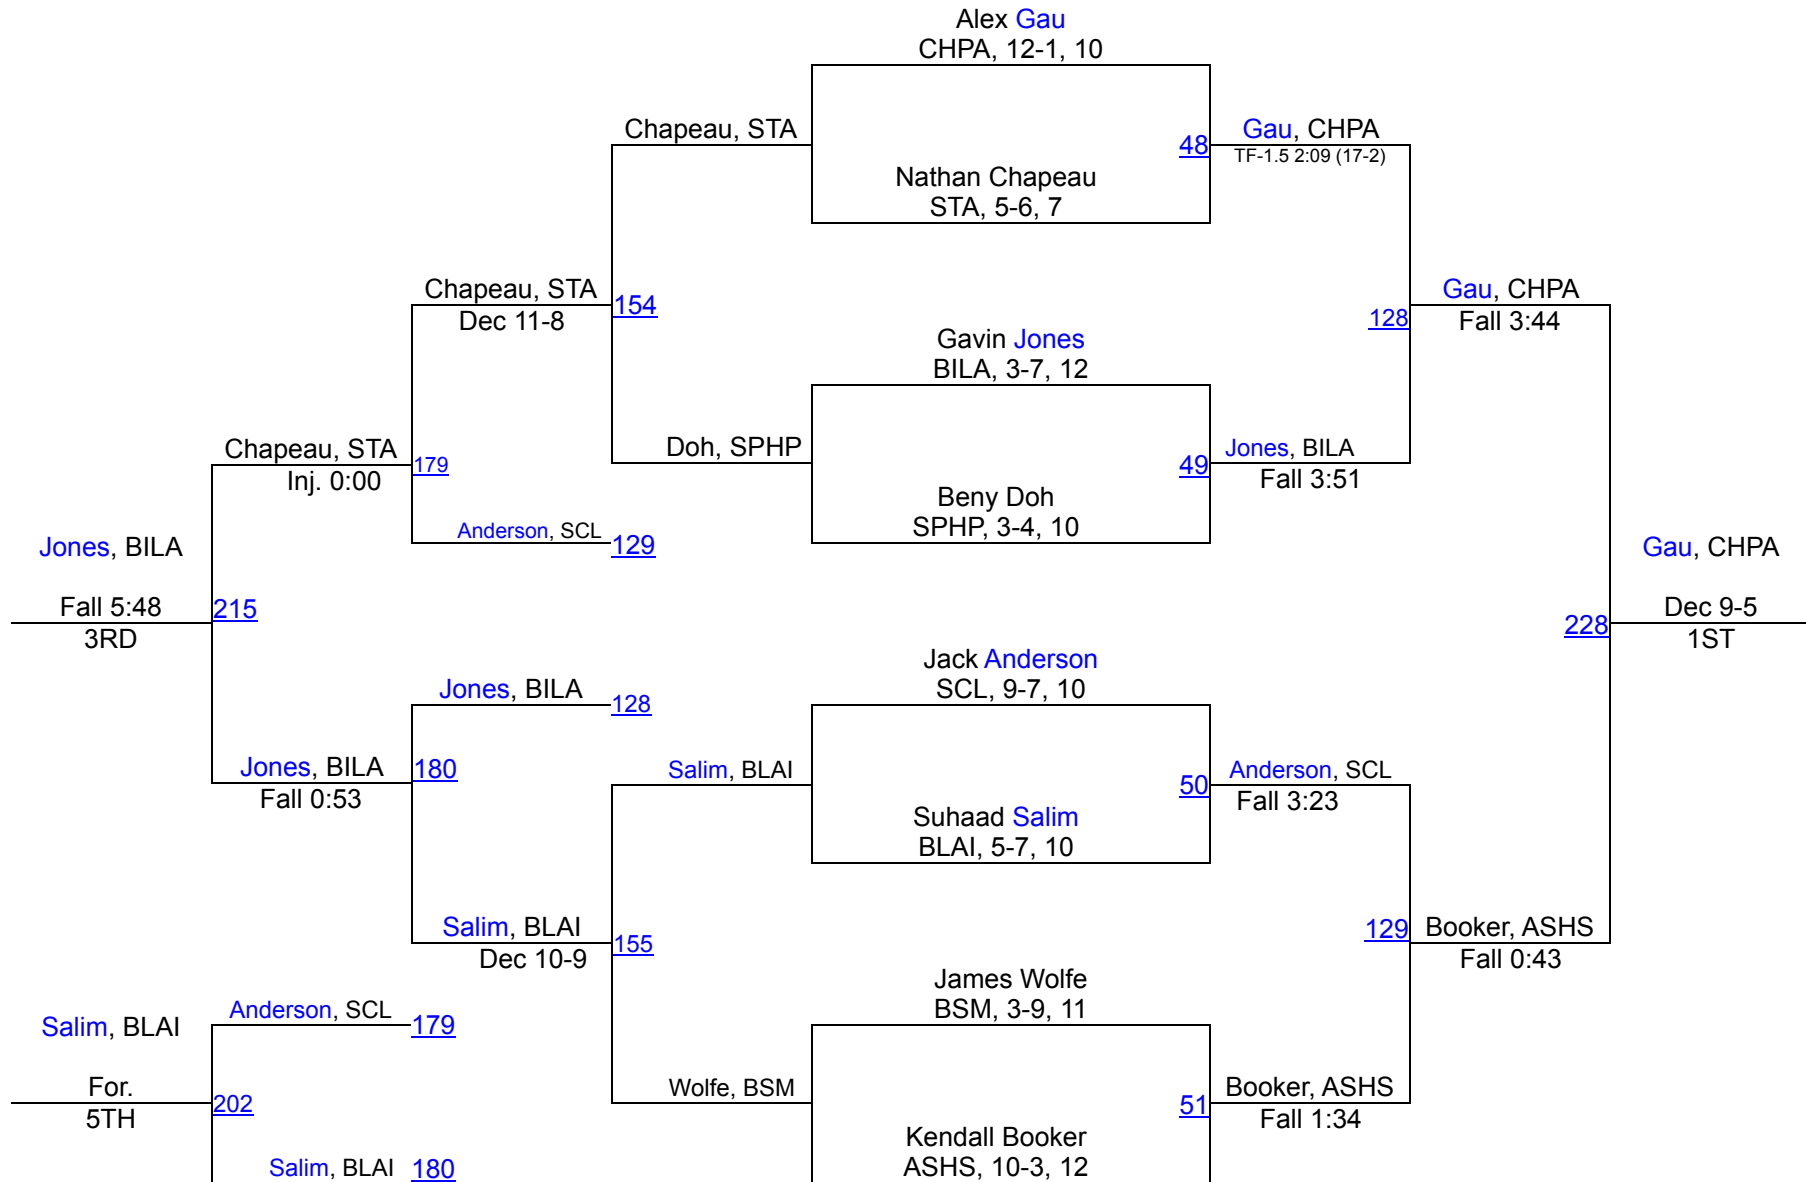 Alex Gau
CHPA, 12-1, 10
Chapeau, STA
48
Gau, CHPA
TF-1.5 2:09 (17-2)
Nathan Chapeau
STA, 5-6, 7
Chapeau, STA
Dec 11-8
154
Gavin Jones
BILA, 3-7, 12
128
Gau, CHPA
Fall 3:44
Chapeau, STA
Inj. 0:00
179
Doh, SPHP
49
Jones, BILA
Fall 3:51
Beny Doh
SPHP, 3-4, 10
Anderson, SCL
129
Jones, BILA
Fall 5:48
3RD
215
Gau, CHPA
228
Dec 9-5
1ST
Jack Anderson
SCL, 9-7, 10
Jones, BILA
128
Jones, BILA
Fall 0:53
180
Salim, BLAI
50
Anderson, SCL
Fall 3:23
Suhaad Salim
BLAI, 5-7, 10
Salim, BLAI
Dec 10-9
155
129
Booker, ASHS
Fall 0:43
James Wolfe
BSM, 3-9, 11
Salim, BLAI
For.
5TH
Anderson, SCL
179
202
Wolfe, BSM
51
Booker, ASHS
Fall 1:34
Kendall Booker
ASHS, 10-3, 12
Salim, BLAI
180